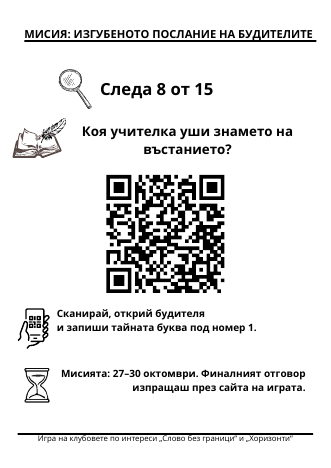 МИСИЯ: ИЗГУБЕНОТО ПОСЛАНИЕ НА БУДИТЕЛИТЕ
Следа 8 от 15
Коя учителка уши знамето на
въстанието?
Сканирай, открий будителя
и запиши тайната буква под номер 1.
Мисията: 27–30 октомври. Финалният отговор
изпращаш през сайта на играта.
Игра на клубовете по интереси „Слово без граници“ и „Хоризонти“